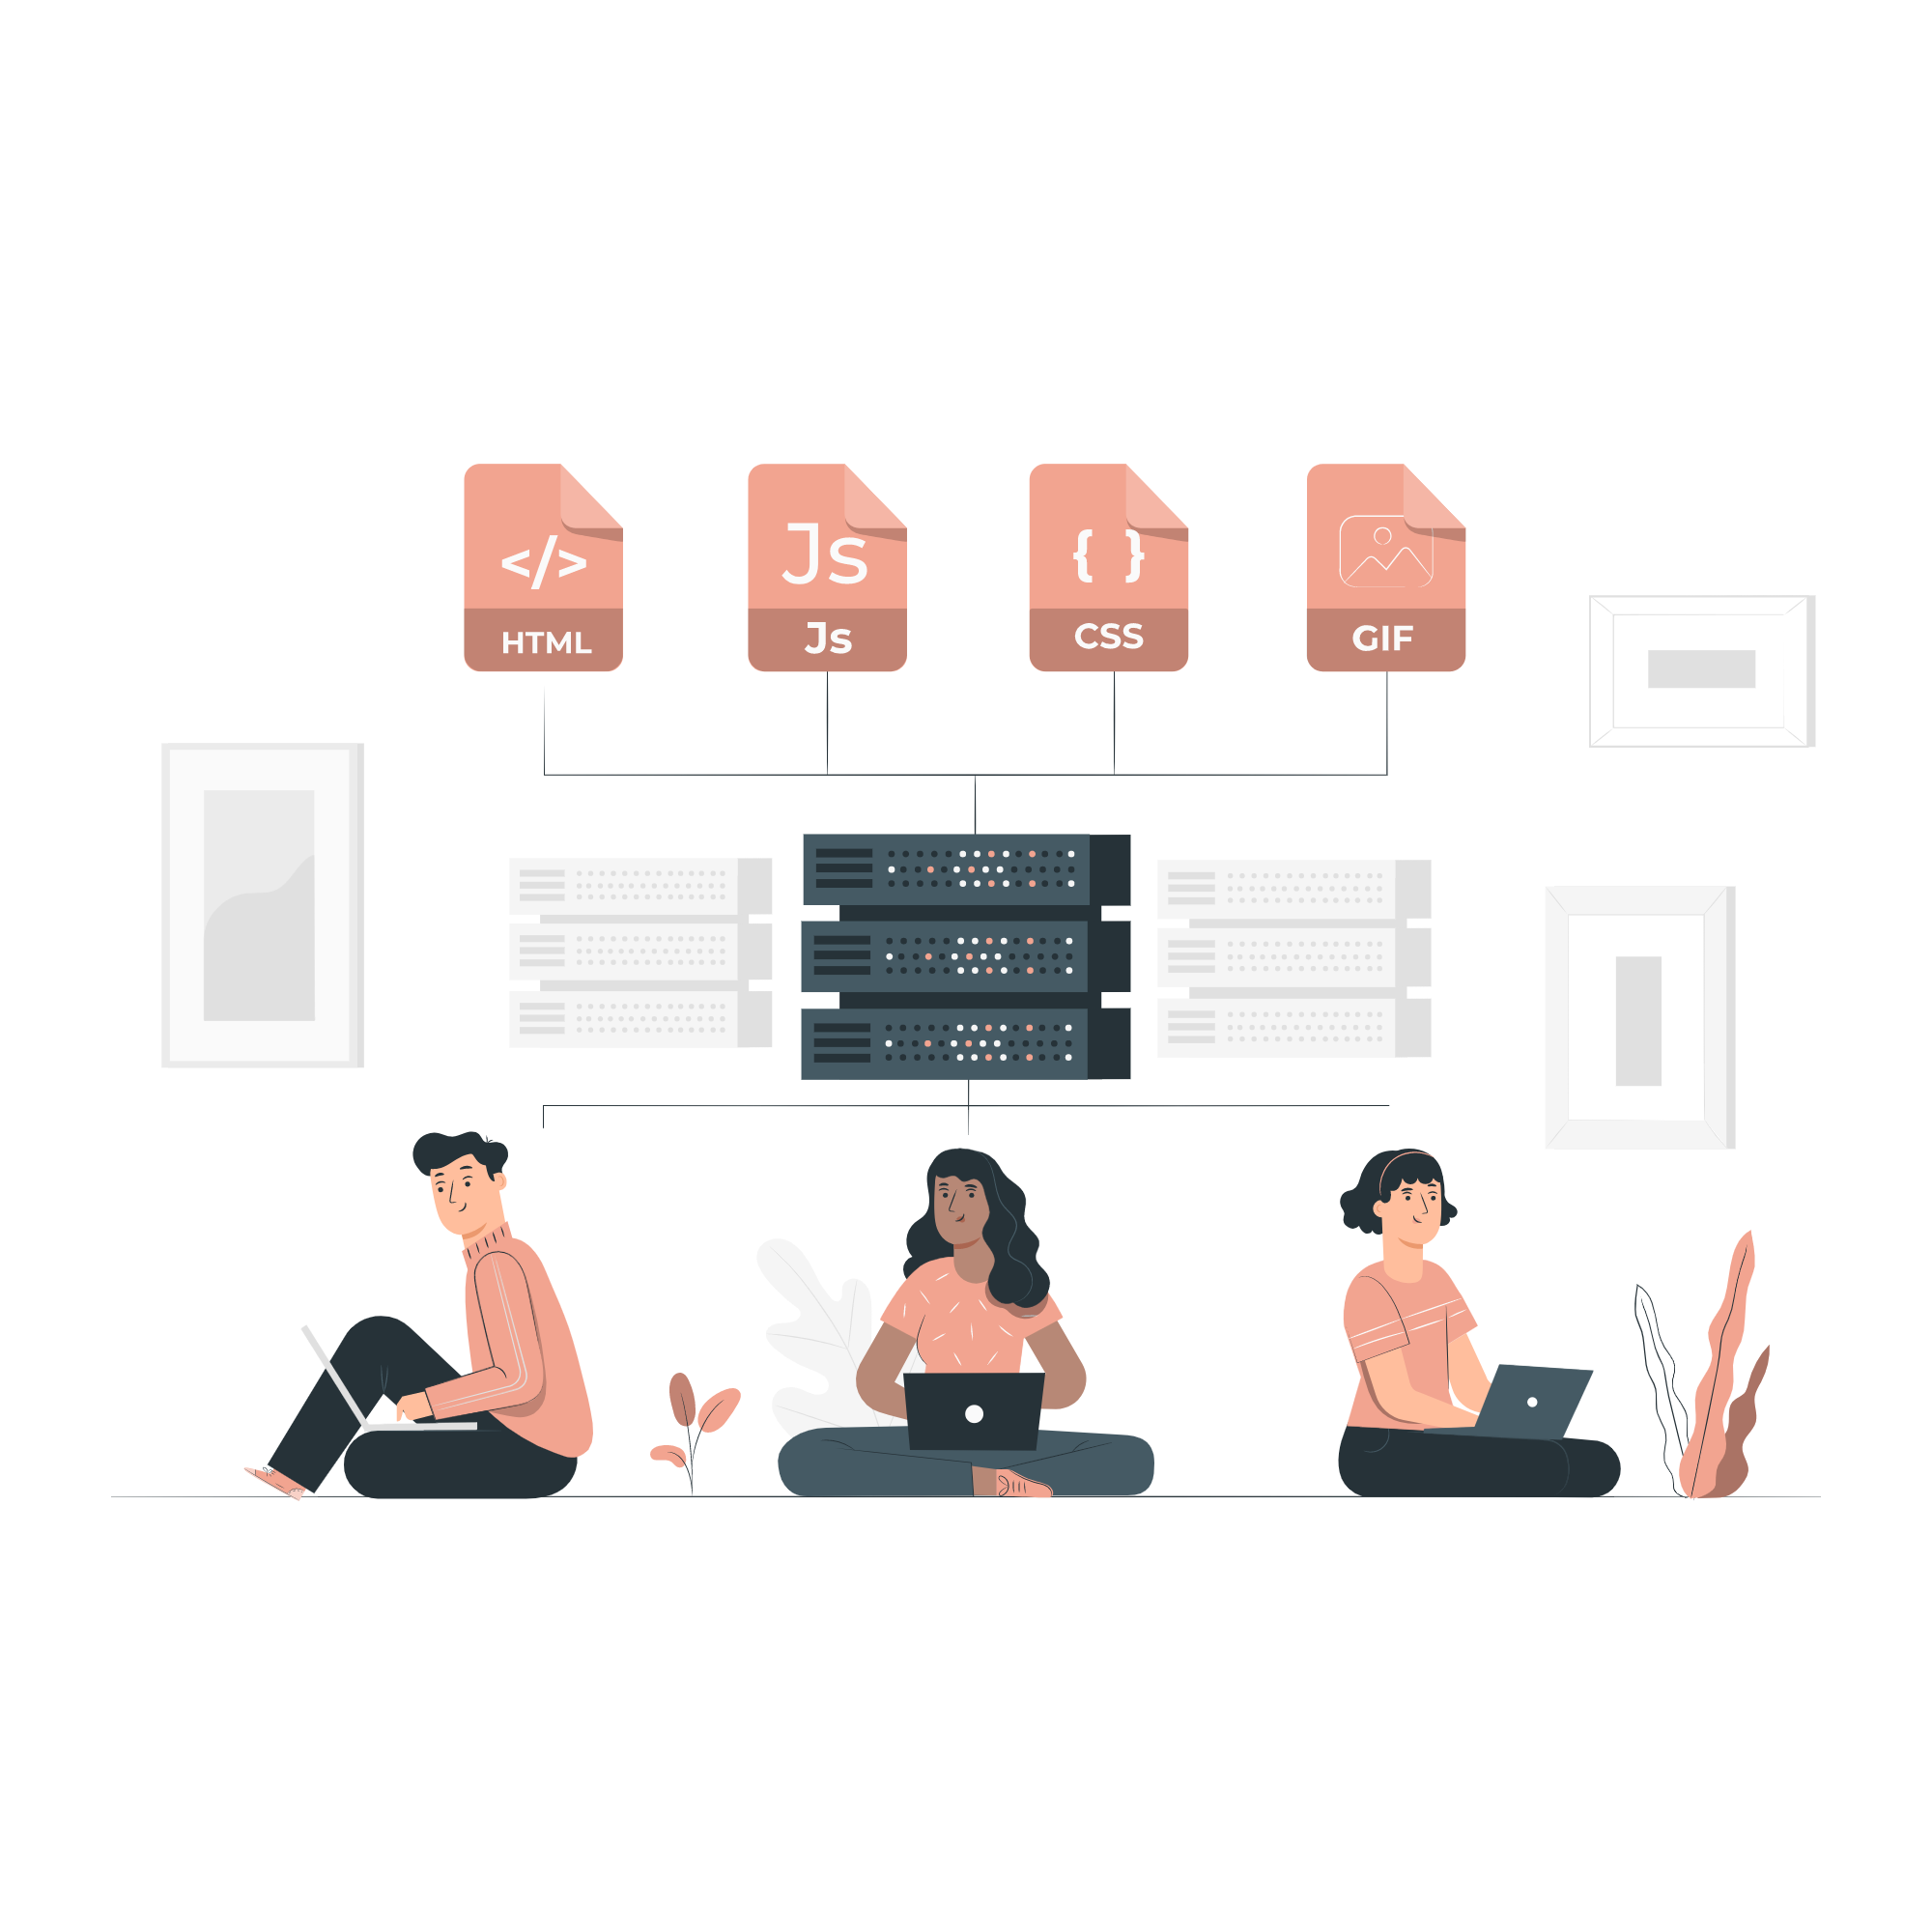 </>
Js
{ }
HTML
Js
CSS
GIF